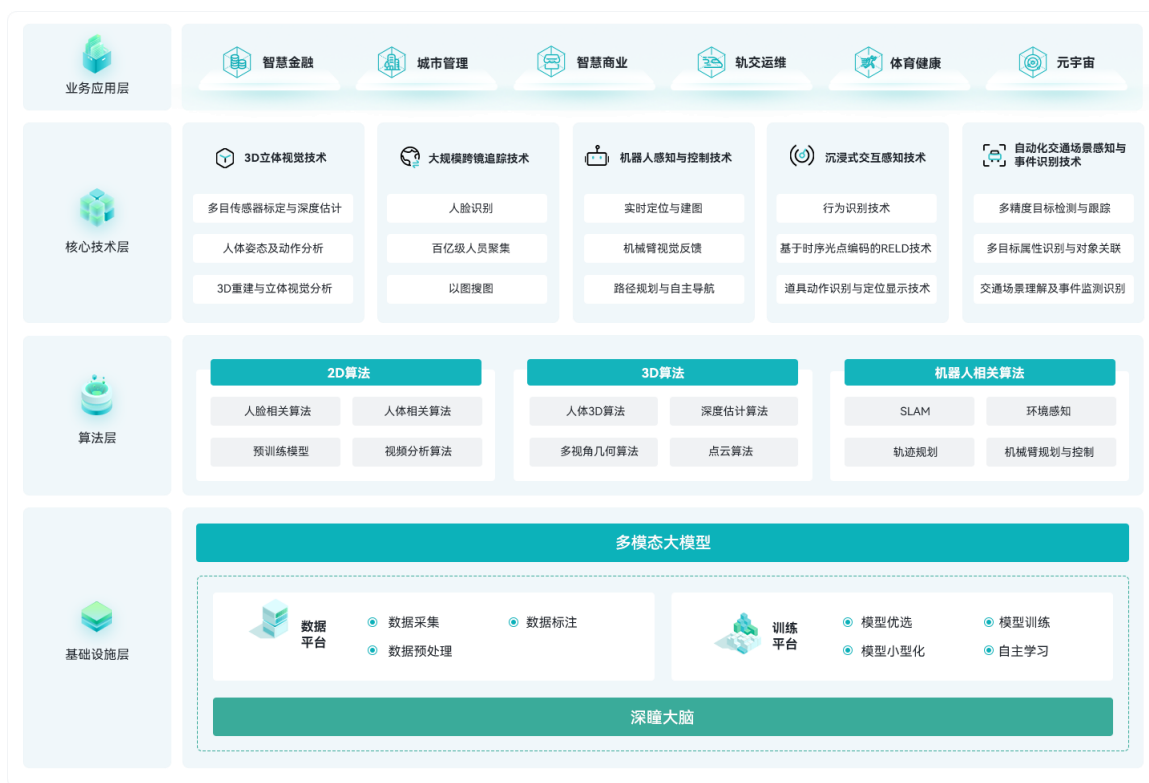 业务应用层
智慧金融
城市管理
智慧商业
轨交运维
体育健康
元宇宙
核心技术层
3D立体视觉技术
多目传感器标定与深度估计
人体姿态及动作分析
3D重建与立体视觉分析
大规模跨镜追踪技术
人脸识别
百亿级人员聚集
以图搜图
机器人感知与控制技术
实时定位与建图
机械臂视觉反馈
路径规划与自主导航
沉浸式交互感知技术
行为识别技术
基于时序光点编码的RELD技术
道具动作识别与定位显示技术
自动化交通场景感知与
事件识别技术
多精度目标检测与跟踪
多目标属性识别与对象关联
交通场景理解及事件监测识别
算法层
2D算法
人脸相关算法
人体相关算法
预训练模型
视频分析算法
3D算法
人体3D算法
深度估计算法
多视角几何算法
点云算法
机器人相关算法
SLAM
环境感知
轨迹规划
机械臂规划与控制
基础设施层
多模态大模型
数据
平台
数据采集
数据标注
数据预处理
训练
平台
模型优选
模型训练
模型小型化
自主学习
深瞳大脑